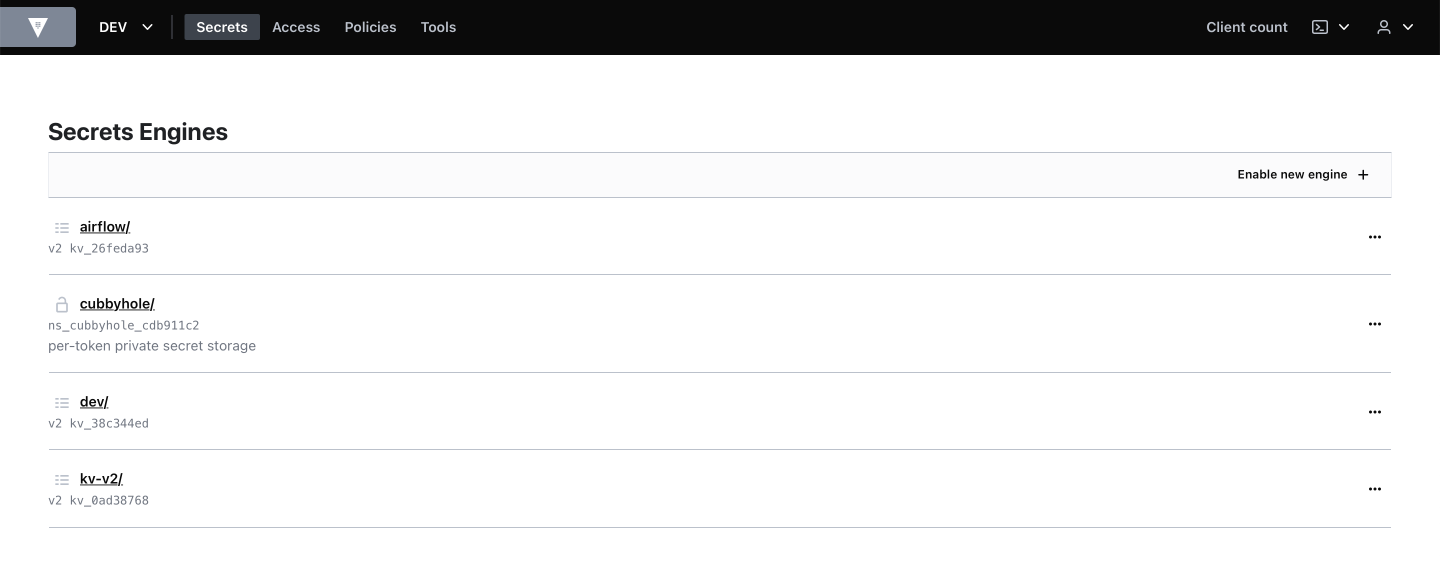 DEV Secrets Access Policies Tools Client count
Secrets Engines
Enable new engine +
airflow/
v2 kv_26feda93
cubbyhole/
ns_cubbyhole_cdb911c2
per-token private secret storage
dev/
v2 kv_38c344ed
kv-v2/
v2 kv_0ad38768